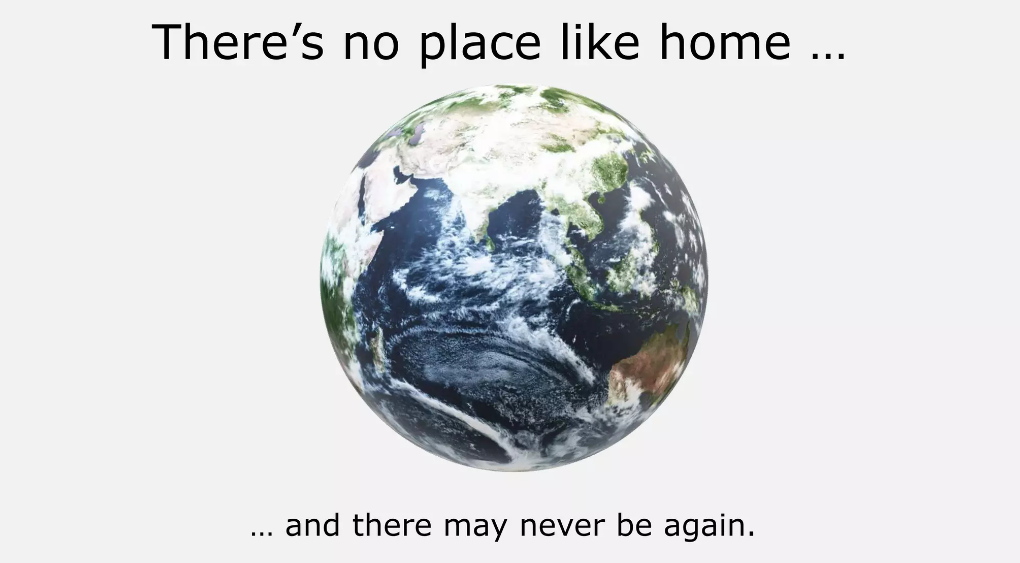 There’s no place like home …
… and there may never be again.